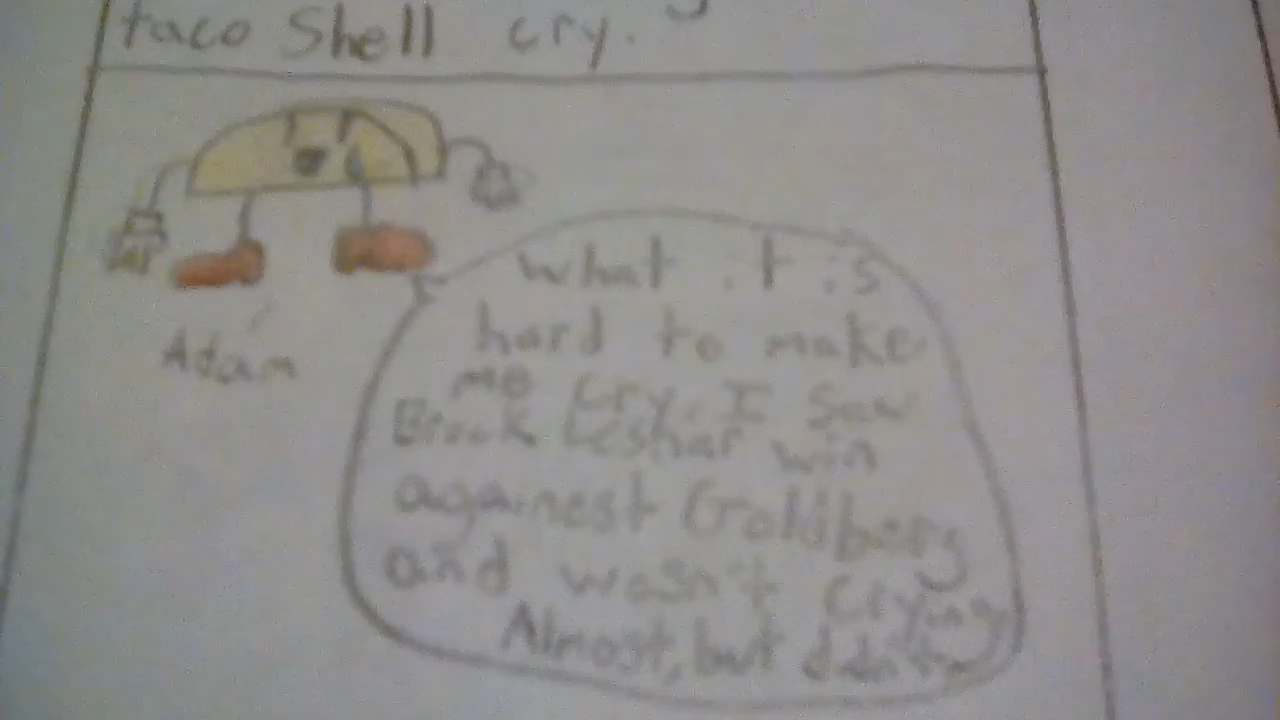 taco Shell cry.
Adam
What it is
hard to make
me cry. I saw
Brock Leshar win
againest Goldberg
and wasn't crying
Almost, but didn't